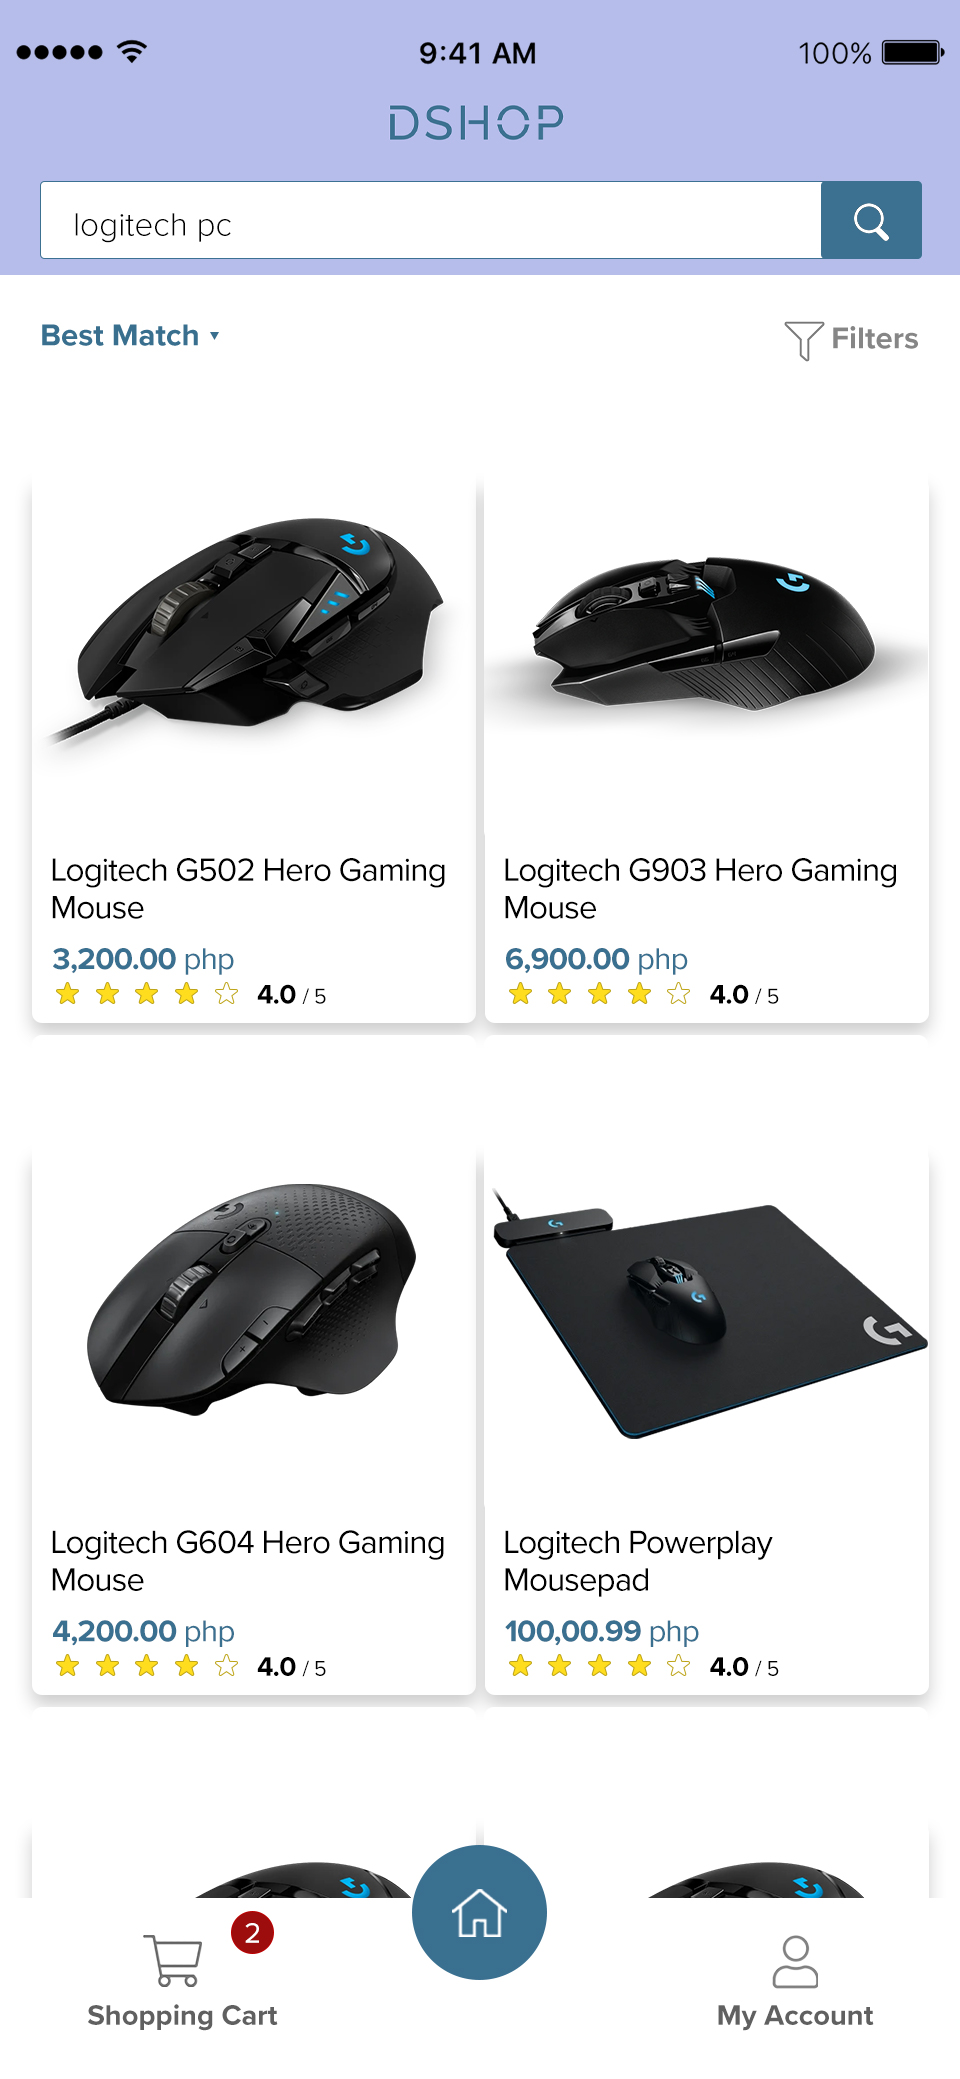 9:41 AM
100%
DSHOP
logitech pc
Best Match
Filters
Logitech G502 Hero Gaming
Mouse
3,200.00 php
4.0 / 5
Logitech G903 Hero Gaming
Mouse
6,900.00 php
4.0 / 5
Logitech G604 Hero Gaming
Mouse
4,200.00 php
4.0 / 5
Logitech Powerplay
Mousepad
100,00.99 php
4.0 / 5
2
Shopping Cart
My Account